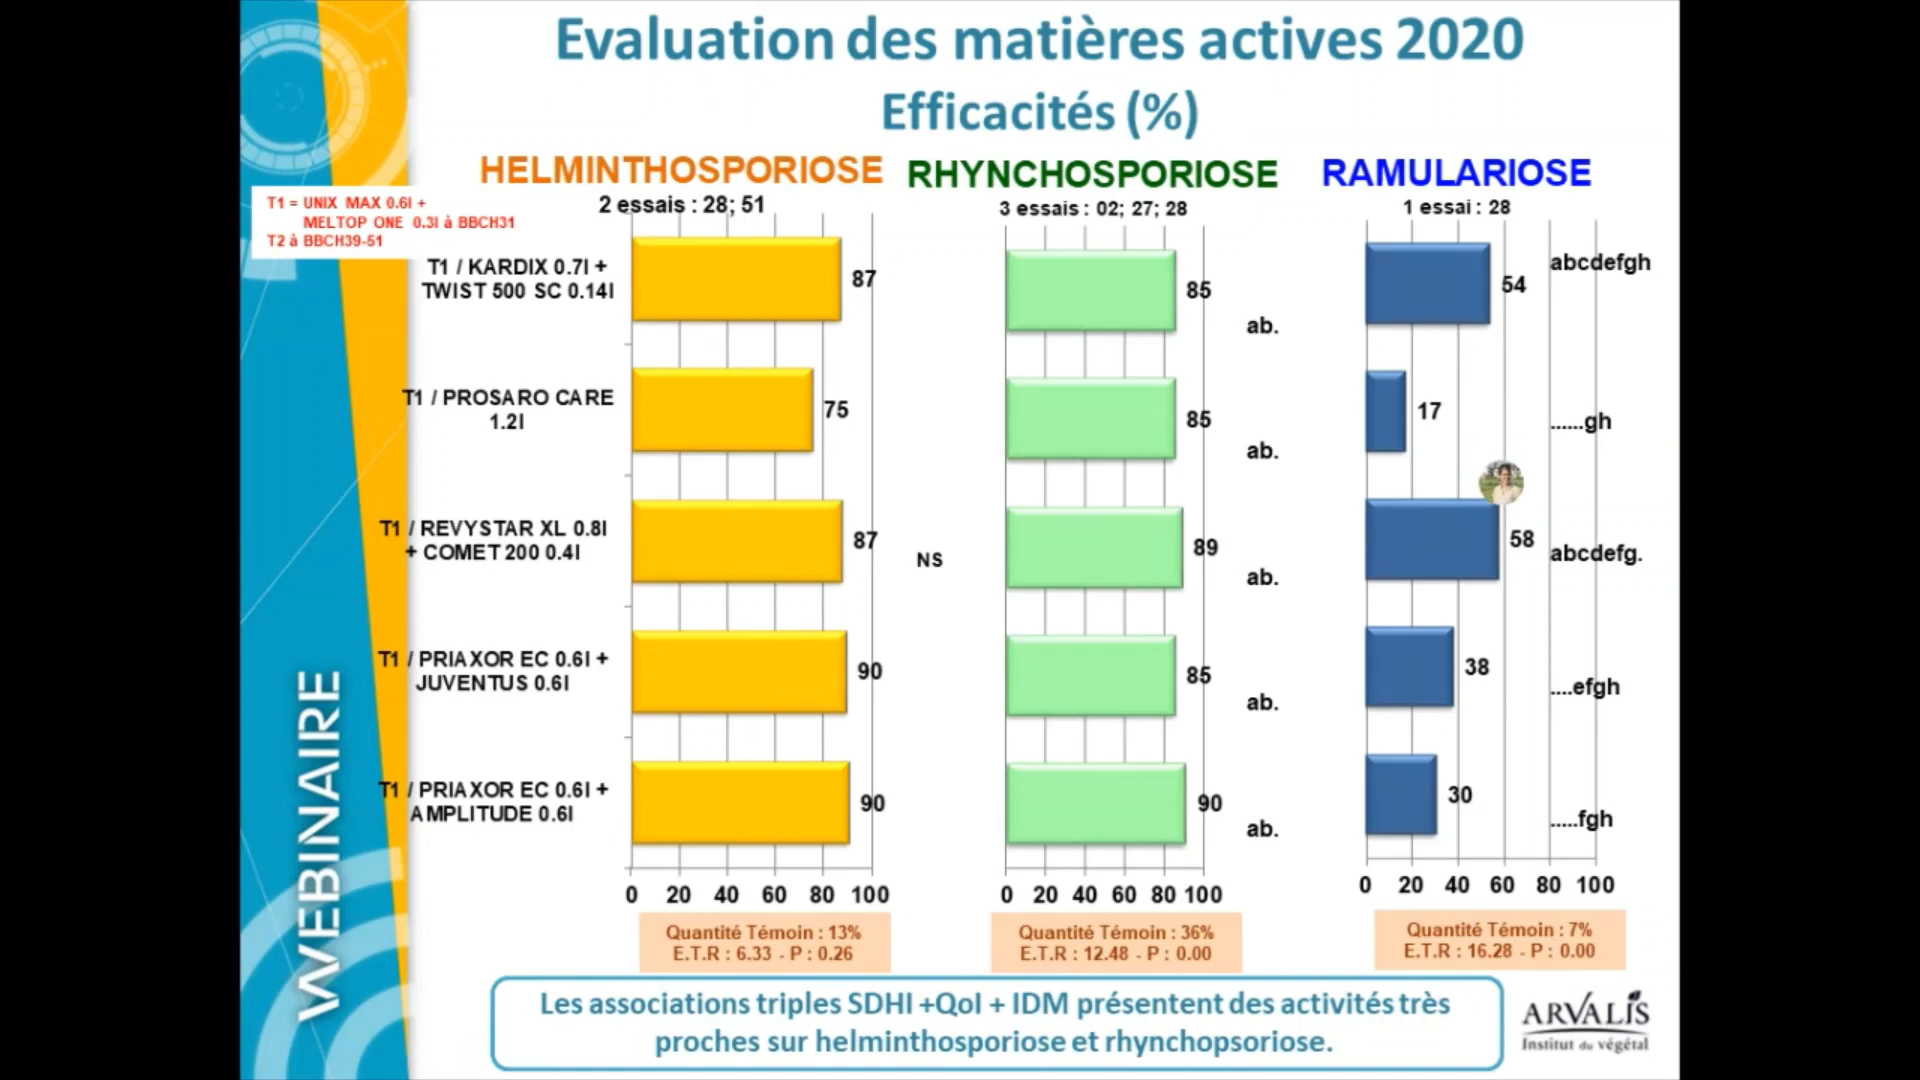 Evaluation des matières actives 2020
Efficacités (%)
HELMINTHOSPORIOSE
2 essais : 28; 51
RHYNCHOSPORIOSE
3 essais : 02; 27; 28
RAMULARIOSE
1 essai : 28
T1 = UNIX MAX 0.6l +
MELTOP ONE 0.3l à BBCH31
T2 à BBCH39-51
T1 / KARDIX 0.7l +
TWIST 500 SC 0.14l
87
85
ab.
54
abcdefgh
T1 / PROSARO CARE
1.2l
75
85
ab.
17
......gh
T1 / REVYSTAR XL 0.8l
+ COMET 200 0.4l
87
NS
89
ab.
58
abcdefg.
T1 / PRIAXOR EC 0.6l +
JUVENTUS 0.6l
90
85
ab.
38
....efgh
T1 / PRIAXOR EC 0.6l +
AMPLITUDE 0.6l
90
90
ab.
30
.....fgh
0 20 40 60 80 100
0 20 40 60 80 100
0 20 40 60 80 100
Quantité Témoin : 13%
E.T.R : 6.33 - P : 0.26
Quantité Témoin : 36%
E.T.R : 12.48 - P : 0.00
Quantité Témoin : 7%
E.T.R : 16.28 - P : 0.00
Les associations triples SDHI +QoI + IDM présentent des activités très
proches sur helminthosporiose et rhynchopsoriose.
WEBINAIRE
ARVALIS
Institut du végétal